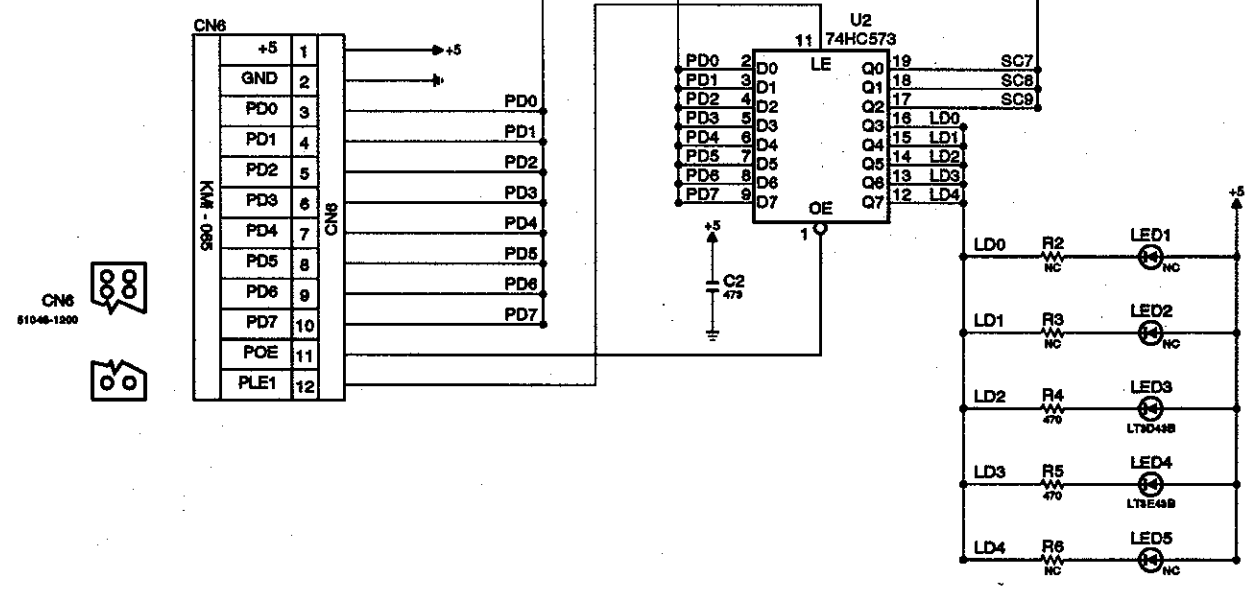 CN6
+5 1 +5
GND 2
PD0 3 PD0
PD1 4 PD1
PD2 5 PD2
PD3 6 PD3
PD4 7 PD4
PD5 8 PD5
PD6 9 PD6
PD7 10 PD7
POE 11
PLE1 12
KMI - 065
CN6
CN6
51046-1200
U2
74HC573
11
LE
PD0 2 D0 Q0 19 SC7
PD1 3 D1 Q1 18 SC8
PD2 4 D2 Q2 17 SC9
PD3 5 D3 Q3 16 LD0
PD4 6 D4 Q4 15 LD1
PD5 7 D5 Q5 14 LD2
PD6 8 D6 Q6 13 LD3
PD7 9 D7 Q7 12 LD4
OE
1
+5
C2
473
+5
LD0 R2 NC LED1 NC
LD1 R3 NC LED2 NC
LD2 R4 470 LED3 LT3D43B
LD3 R5 470 LED4 LT3E43B
LD4 R6 NC LED5 NC